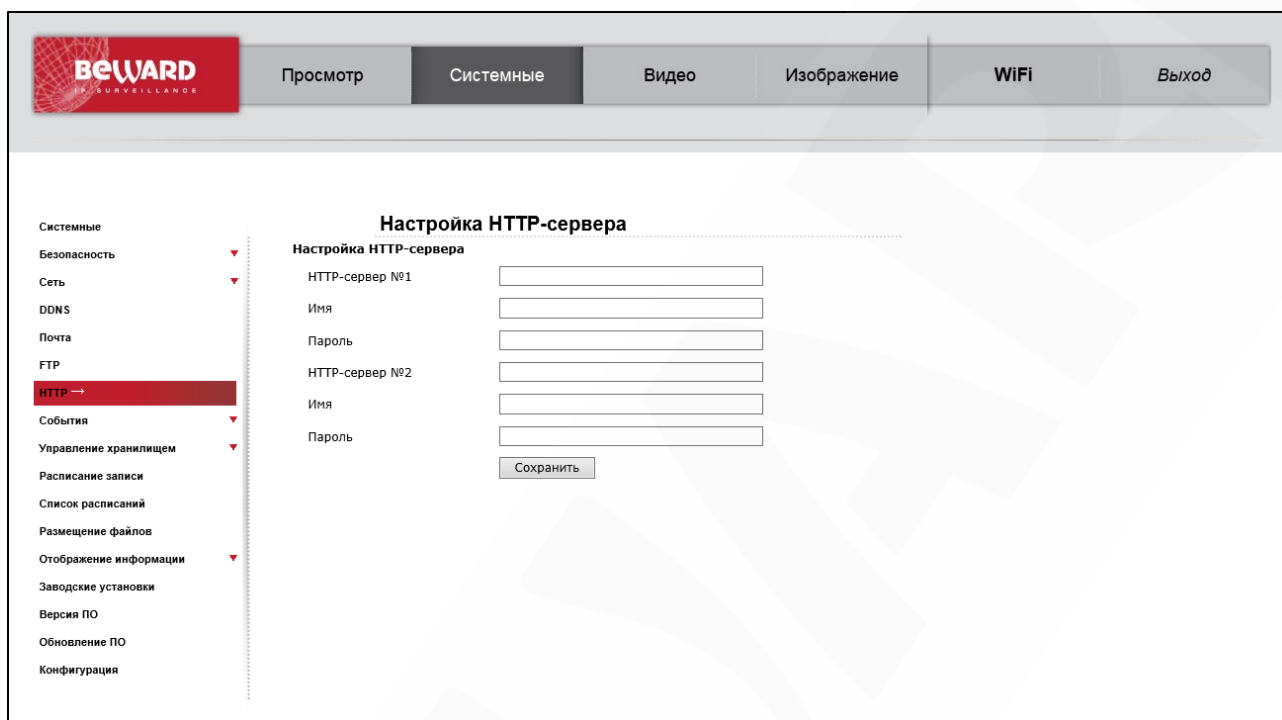 BEWARD
IP SURVEILLANCE
Просмотр
Системные
Видео
Изображение
WiFi
Выход
Системные
Безопасность
Сеть
DDNS
Почта
FTP
HTTP →
События
Управление хранилищем
Расписание записи
Список расписаний
Размещение файлов
Отображение информации
Заводские установки
Версия ПО
Обновление ПО
Конфигурация
Настройка HTTP-сервера
Настройка HTTP-сервера
HTTP-сервер №1
Имя
Пароль
HTTP-сервер №2
Имя
Пароль
Сохранить